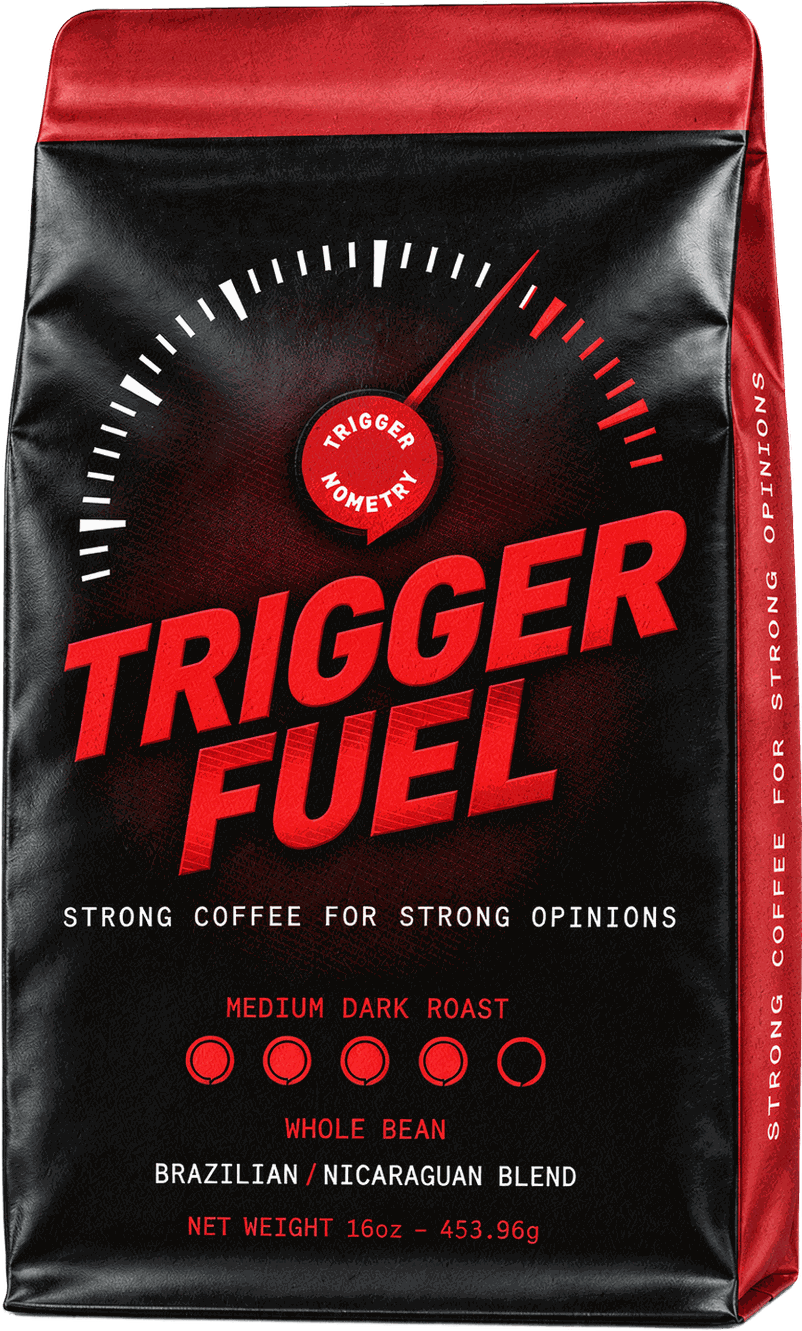 TRIGGER
NOMETRY
TRIGGER
FUEL
STRONG COFFEE FOR STRONG OPINIONS
MEDIUM DARK ROAST
WHOLE BEAN
BRAZILIAN / NICARAGUAN BLEND
NET WEIGHT 16oz – 453.96g
STRONG COFFEE FOR STRONG OPINIONS